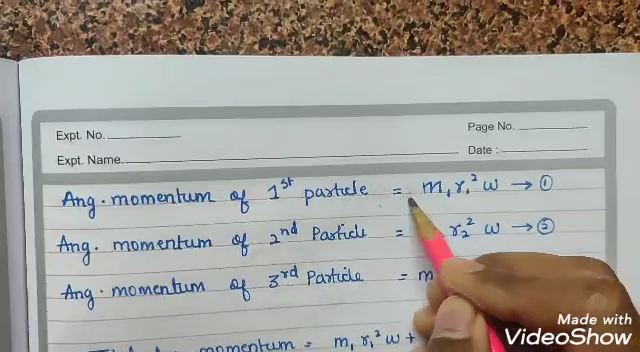 Expt. No.
Page No.
Expt. Name.
Date :
Ang. momentum of 1st particle = m₁ r₁² ω → ①
Ang. momentum of 2nd Particle = r₂² ω → ②
Ang. momentum of 3rd Particle = m
momentum = m₁ r₁² ω +
Made with
VideoShow